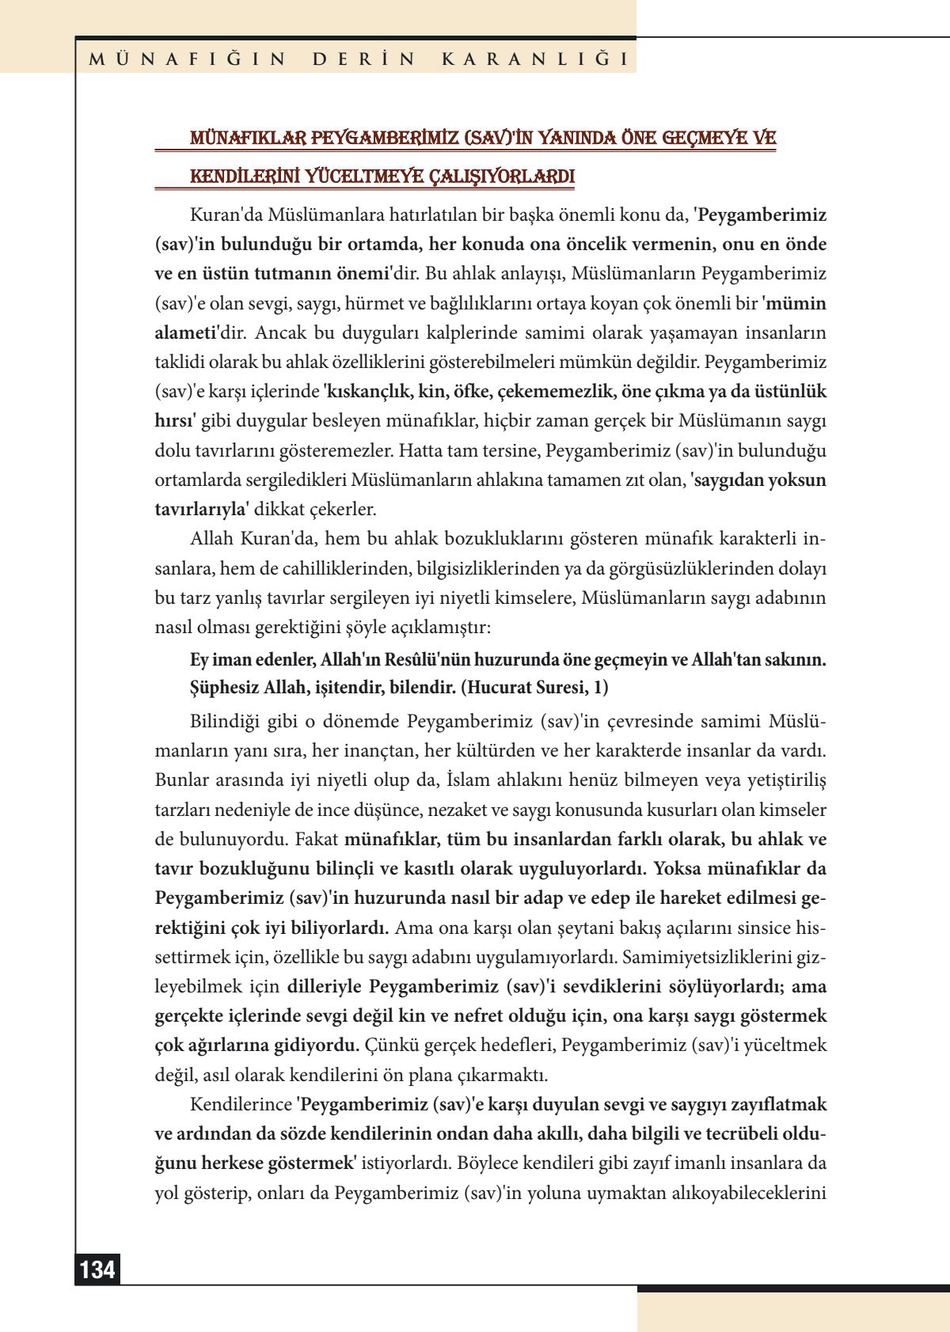 MÜNAFIĞIN DERİN KARANLIĞI
MÜNAFIKLAR PEYGAMBERİMİZ (SAV)'İN YANINDA ÖNE GEÇMEYE VE
KENDİLERİNİ YÜCELTMEYE ÇALIŞIYORLARDI
Kuran'da Müslümanlara hatırlatılan bir başka önemli konu da, 'Peygamberimiz
(sav)'in bulunduğu bir ortamda, her konuda ona öncelik vermenin, onu en önde
ve en üstün tutmanın önemi'dir. Bu ahlak anlayışı, Müslümanların Peygamberimiz
(sav)'e olan sevgi, saygı, hürmet ve bağlılıklarını ortaya koyan çok önemli bir 'mümin
alameti'dir. Ancak bu duyguları kalplerinde samimi olarak yaşamayan insanların
taklidi olarak bu ahlak özelliklerini gösterebilmeleri mümkün değildir. Peygamberimiz
(sav)'e karşı içlerinde 'kıskançlık, kin, öfke, çekememezlik, öne çıkma ya da üstünlük
hırsı' gibi duygular besleyen münafıklar, hiçbir zaman gerçek bir Müslümanın saygı
dolu tavırlarını gösteremezler. Hatta tam tersine, Peygamberimiz (sav)'in bulunduğu
ortamlarda sergiledikleri Müslümanların ahlakına tamamen zıt olan, 'saygıdan yoksun
tavırlarıyla' dikkat çekerler.
Allah Kuran'da, hem bu ahlak bozukluklarını gösteren münafık karakterli in-
sanlara, hem de cahilliklerinden, bilgisizliklerinden ya da görgüsüzlüklerinden dolayı
bu tarz yanlış tavırlar sergileyen iyi niyetli kimselere, Müslümanların saygı adabının
nasıl olması gerektiğini şöyle açıklamıştır:
Ey iman edenler, Allah'ın Resûlü'nün huzurunda öne geçmeyin ve Allah'tan sakının.
Şüphesiz Allah, işitendir, bilendir. (Hucurat Suresi, 1)
Bilindiği gibi o dönemde Peygamberimiz (sav)'in çevresinde samimi Müslü-
manların yanı sıra, her inançtan, her kültürden ve her karakterde insanlar da vardı.
Bunlar arasında iyi niyetli olup da, İslam ahlakını henüz bilmeyen veya yetiştiriliş
tarzları nedeniyle de ince düşünce, nezaket ve saygı konusunda kusurları olan kimseler
de bulunuyordu. Fakat münafıklar, tüm bu insanlardan farklı olarak, bu ahlak ve
tavır bozukluğunu bilinçli ve kasıtlı olarak uyguluyorlardı. Yoksa münafıklar da
Peygamberimiz (sav)'in huzurunda nasıl bir adap ve edep ile hareket edilmesi ge-
rektiğini çok iyi biliyorlardı. Ama ona karşı olan şeytani bakış açılarını sinsice his-
settirmek için, özellikle bu saygı adabını uygulamıyorlardı. Samimiyetsizliklerini giz-
leyebilmek için dilleriyle Peygamberimiz (sav)'i sevdiklerini söylüyorlardı; ama
gerçekte içlerinde sevgi değil kin ve nefret olduğu için, ona karşı saygı göstermek
çok ağırlarına gidiyordu. Çünkü gerçek hedefleri, Peygamberimiz (sav)'i yüceltmek
değil, asıl olarak kendilerini ön plana çıkarmaktı.
Kendilerince 'Peygamberimiz (sav)'e karşı duyulan sevgi ve saygıyı zayıflatmak
ve ardından da sözde kendilerinin ondan daha akıllı, daha bilgili ve tecrübeli oldu-
ğunu herkese göstermek' istiyorlardı. Böylece kendileri gibi zayıf imanlı insanlara da
yol gösterip, onları da Peygamberimiz (sav)'in yoluna uymaktan alıkoyabileceklerini
134